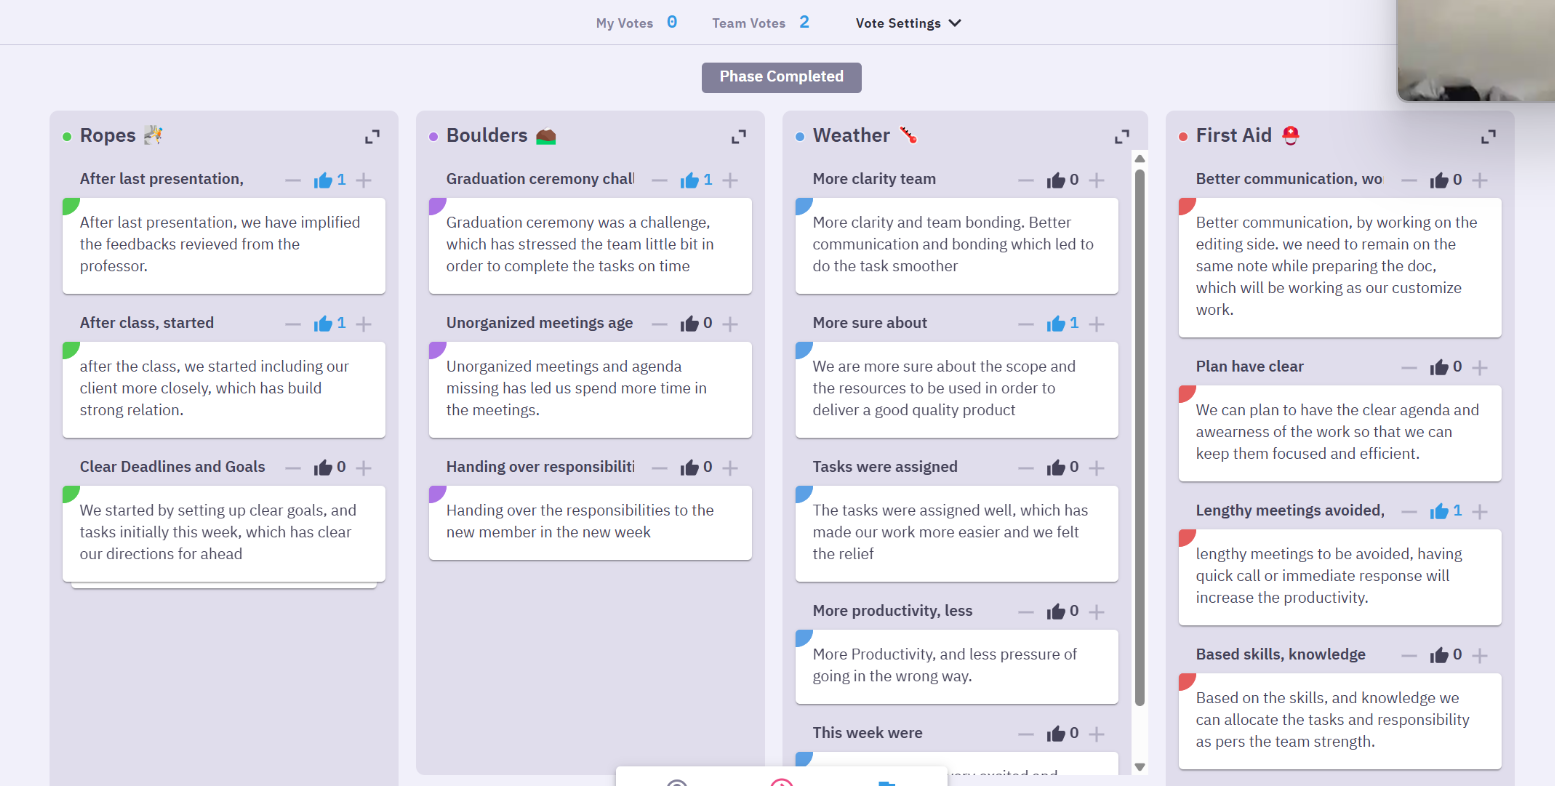 My Votes 0 Team Votes 2 Vote Settings
Phase Completed
Ropes
After last presentation, 1
After last presentation, we have implified
the feedbacks revieved from the
professor.
After class, started 1
after the class, we started including our
client more closely, which has build
strong relation.
Clear Deadlines and Goals 0
We started by setting up clear goals, and
tasks initially this week, which has clear
our directions for ahead
Boulders
Graduation ceremony chall 1
Graduation ceremony was a challenge,
which has stressed the team little bit in
order to complete the tasks on time
Unorganized meetings age 0
Unorganized meetings and agenda
missing has led us spend more time in
the meetings.
Handing over responsibiliti 0
Handing over the responsibilities to the
new member in the new week
Weather
More clarity team 0
More clarity and team bonding. Better
communication and bonding which led to
do the task smoother
More sure about 1
We are more sure about the scope and
the resources to be used in order to
deliver a good quality product
Tasks were assigned 0
The tasks were assigned well, which has
made our work more easier and we felt
the relief
More productivity, less 0
More Productivity, and less pressure of
going in the wrong way.
This week were 0
very excited and
First Aid
Better communication, wo 0
Better communication, by working on the
editing side. we need to remain on the
same note while preparing the doc,
which will be working as our customize
work.
Plan have clear 0
We can plan to have the clear agenda and
awearness of the work so that we can
keep them focused and efficient.
Lengthy meetings avoided, 1
lengthy meetings to be avoided, having
quick call or immediate response will
increase the productivity.
Based skills, knowledge 0
Based on the skills, and knowledge we
can allocate the tasks and responsibility
as pers the team strength.